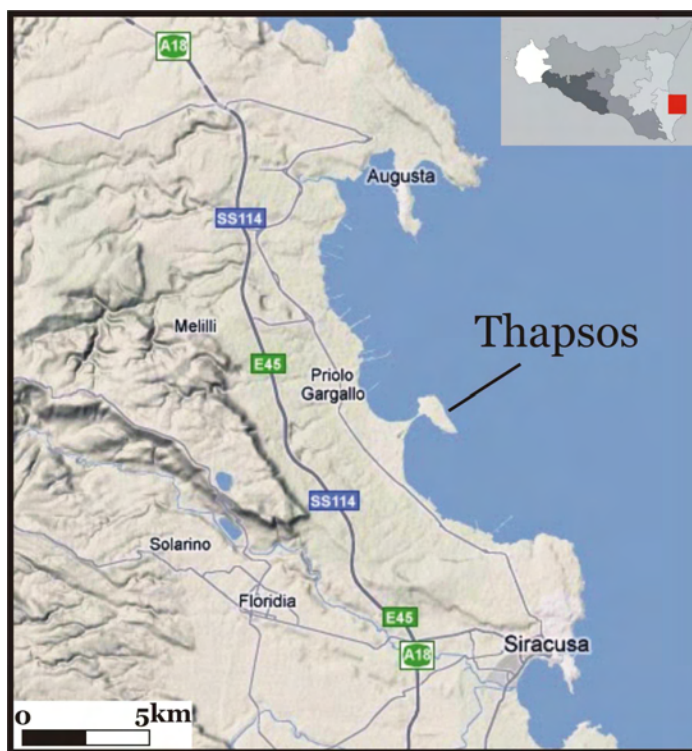 A18
Augusta
SS114
Thapsos
Melilli
E45
Priolo
Gargallo
SS114
Solarino
Floridia
E45
Siracusa
A18
0 5km